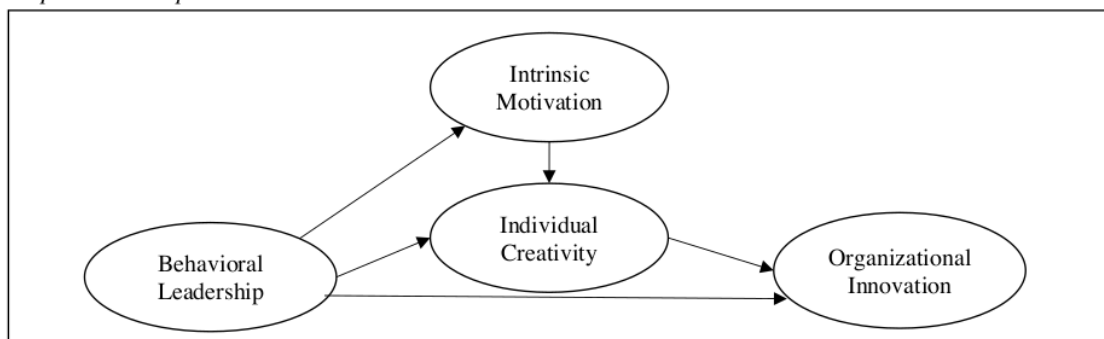 Intrinsic
Motivation
Individual
Creativity
Behavioral
Leadership
Organizational
Innovation